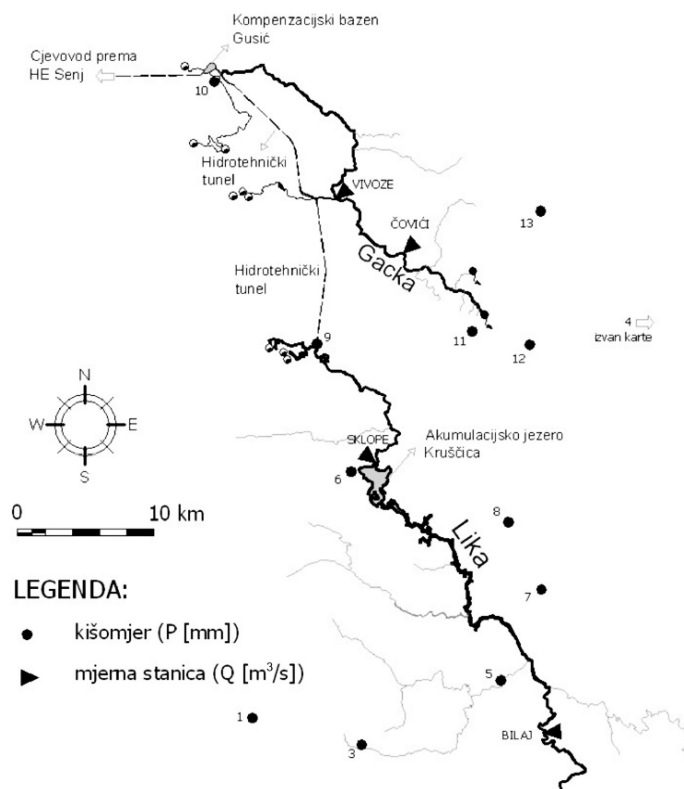 Kompenzacijski bazen
Gusić
Cjevovod prema
HE Senj
10
Hidrotehnički
tunel
VIVOZE
ČOVIĆI
13
Gacka
Hidrotehnički
tunel
4
izvan karte
9
11
12
N
W
E
S
SKLOPE
Akumulacijsko jezero
Kruščica
6
0
10 km
8
Lika
7
LEGENDA:
kišomjer (P [mm])
mjerna stanica (Q [m³/s])
5
1
3
BILAJ